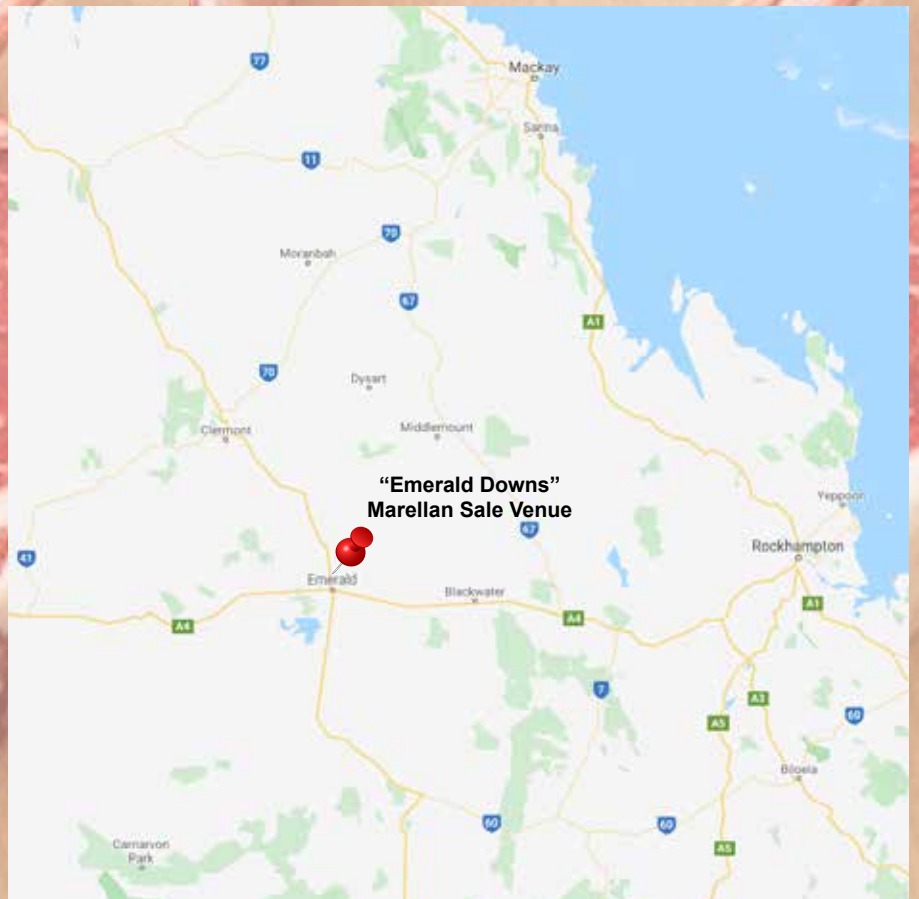 77
Mackay
Sarina
11
70
Moranbah
67
A1
70
Dysart
Clermont
Middlemount
“Emerald Downs”
Marellan Sale Venue
Yeppoon
67
Rockhampton
41
Emerald
Blackwater
A4
A4
A1
7
A3
60
A5
Biloela
60
60
Carnarvon
Park
A5